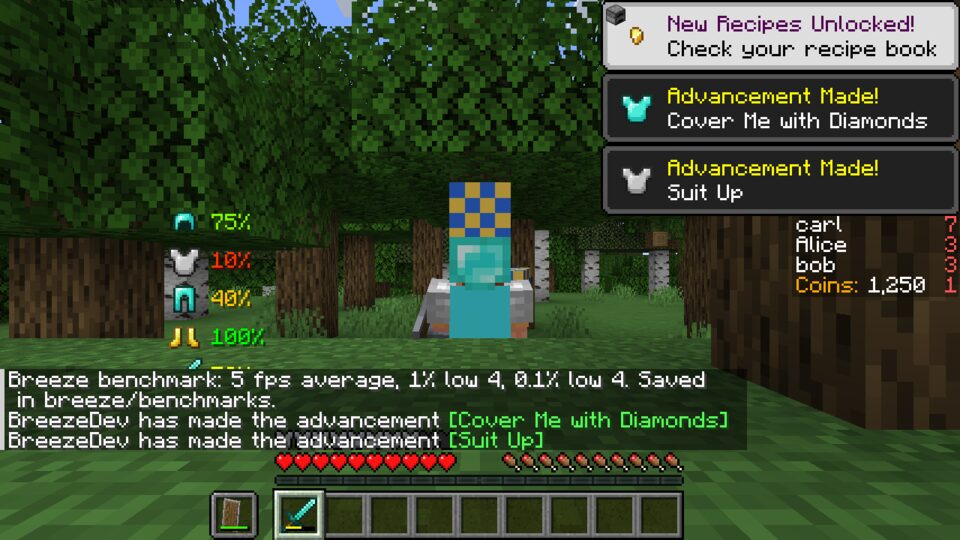 New Recipes Unlocked!
Check your recipe book
Advancement Made!
Cover Me with Diamonds
Advancement Made!
Suit Up
carl 7
Alice 3
bob 3
Coins: 1,250 1
75%
10%
40%
100%
Breeze benchmark: 5 fps average, 1% low 4, 0.1% low 4. Saved
in breeze/benchmarks.
BreezeDev has made the advancement [Cover Me with Diamonds]
BreezeDev has made the advancement [Suit Up]